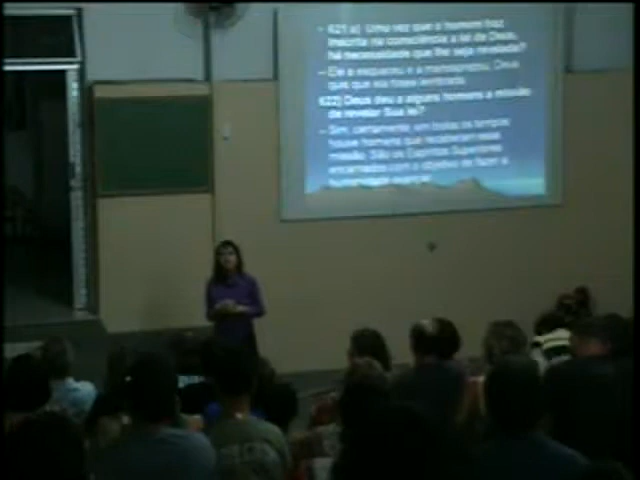 - 621 a) Uma vez que o homem traz
inscrita na consciência a lei de Deus,
há necessidade que lhe seja revelada?
– Ele a esqueceu e a menosprezou. Deus
quis que ela fosse lembrada.
622) Deus deu a alguns homens a missão
de revelar Sua lei?
– Sim, certamente; em todos os tempos
houve homens que receberam essa
missão. São os Espíritos Superiores
encarnados com o objetivo de fazer a